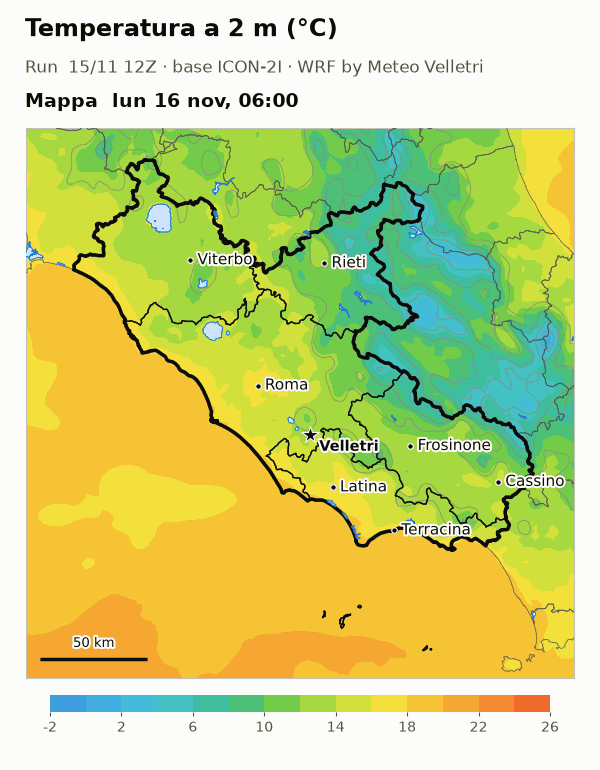 Temperatura a 2 m (°C)
Run  15/11 12Z · base ICON-2I · WRF by Meteo Velletri
Mappa  lun 16 nov, 06:00
Viterbo
Rieti
Roma
Velletri
Frosinone
Latina
Cassino
Terracina
50 km
-2 2 6 10 14 18 22 26